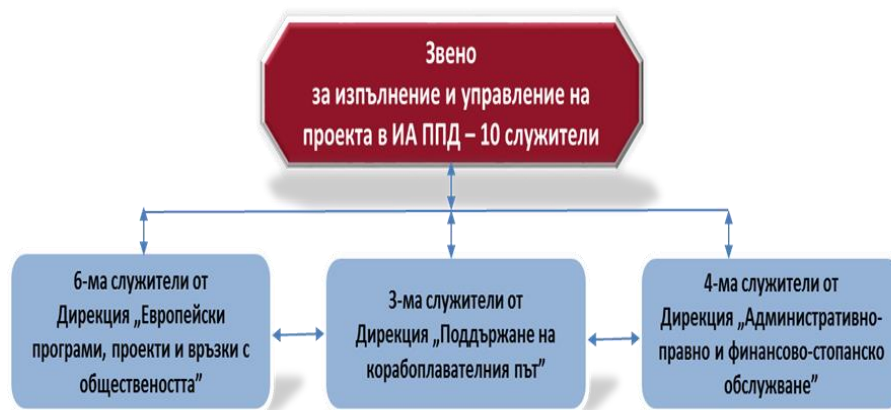 Звено
за изпълнение и управление на
проекта в ИА ППД – 10 служители
6-ма служители от
Дирекция „Европейски
програми, проекти и връзки с
обществеността”
3-ма служители от
Дирекция „Поддържане на
корабоплавателния път”
4-ма служители от
Дирекция „Административно-
правно и финансово-стопанско
обслужване”